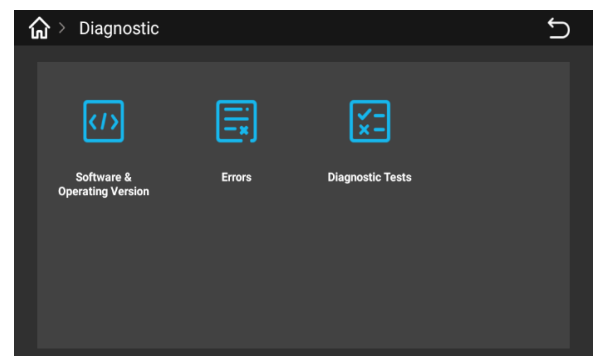 > Diagnostic
Software &
Operating Version
Errors
Diagnostic Tests